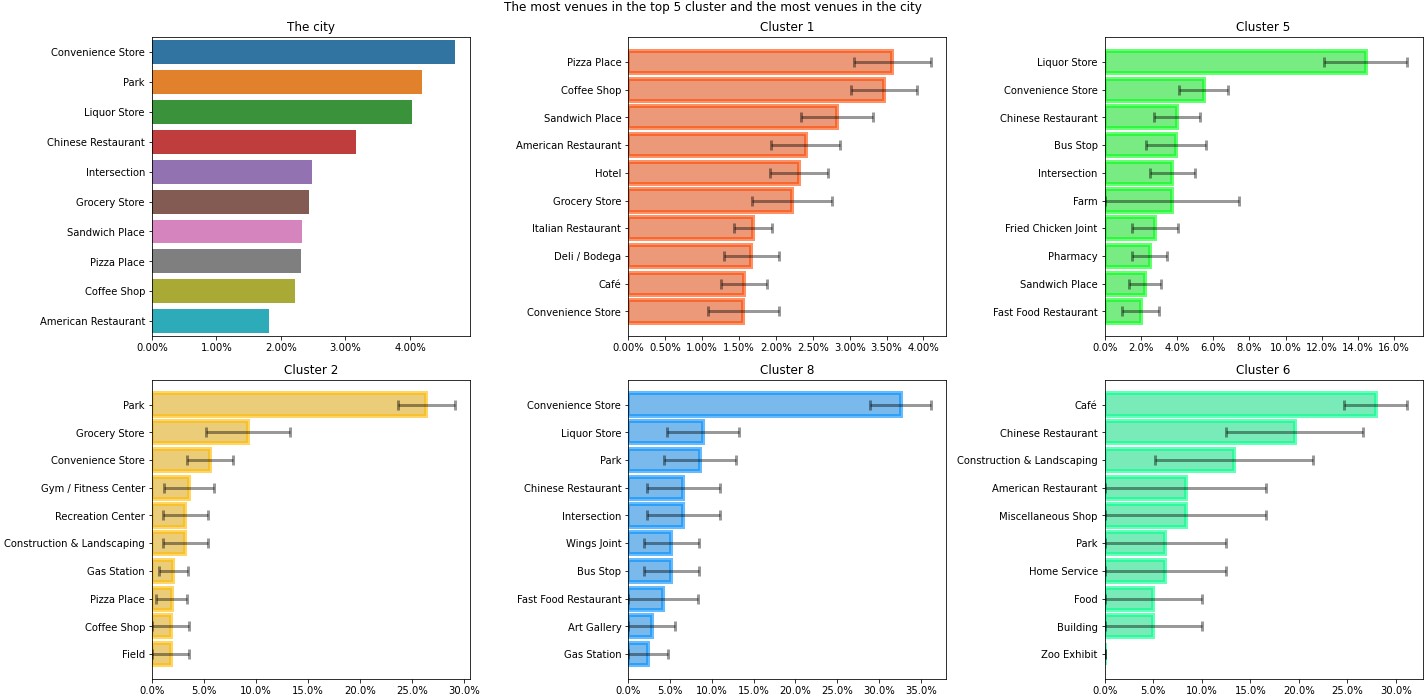 The most venues in the top 5 cluster and the most venues in the city
The city
Convenience Store
Park
Liquor Store
Chinese Restaurant
Intersection
Grocery Store
Sandwich Place
Pizza Place
Coffee Shop
American Restaurant
0.00% 1.00% 2.00% 3.00% 4.00%
Cluster 1
Pizza Place
Coffee Shop
Sandwich Place
American Restaurant
Hotel
Grocery Store
Italian Restaurant
Deli / Bodega
Café
Convenience Store
0.00% 0.50% 1.00% 1.50% 2.00% 2.50% 3.00% 3.50% 4.00%
Cluster 5
Liquor Store
Convenience Store
Chinese Restaurant
Bus Stop
Intersection
Farm
Fried Chicken Joint
Pharmacy
Sandwich Place
Fast Food Restaurant
0.0% 2.0% 4.0% 6.0% 8.0% 10.0% 12.0% 14.0% 16.0%
Cluster 2
Park
Grocery Store
Convenience Store
Gym / Fitness Center
Recreation Center
Construction & Landscaping
Gas Station
Pizza Place
Coffee Shop
Field
0.0% 5.0% 10.0% 15.0% 20.0% 25.0% 30.0%
Cluster 8
Convenience Store
Liquor Store
Park
Chinese Restaurant
Intersection
Wings Joint
Bus Stop
Fast Food Restaurant
Art Gallery
Gas Station
0.0% 5.0% 10.0% 15.0% 20.0% 25.0% 30.0% 35.0%
Cluster 6
Café
Chinese Restaurant
Construction & Landscaping
American Restaurant
Miscellaneous Shop
Park
Home Service
Food
Building
Zoo Exhibit
0.0% 5.0% 10.0% 15.0% 20.0% 25.0% 30.0%